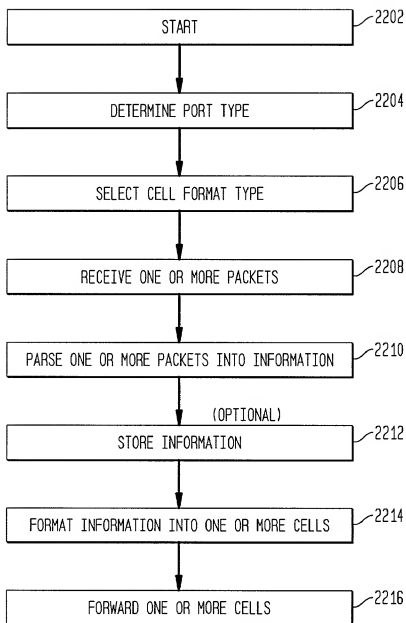 START 2202
DETERMINE PORT TYPE 2204
SELECT CELL FORMAT TYPE 2206
RECEIVE ONE OR MORE PACKETS 2208
PARSE ONE OR MORE PACKETS INTO INFORMATION 2210
(OPTIONAL)
STORE INFORMATION 2212
FORMAT INFORMATION INTO ONE OR MORE CELLS 2214
FORWARD ONE OR MORE CELLS 2216